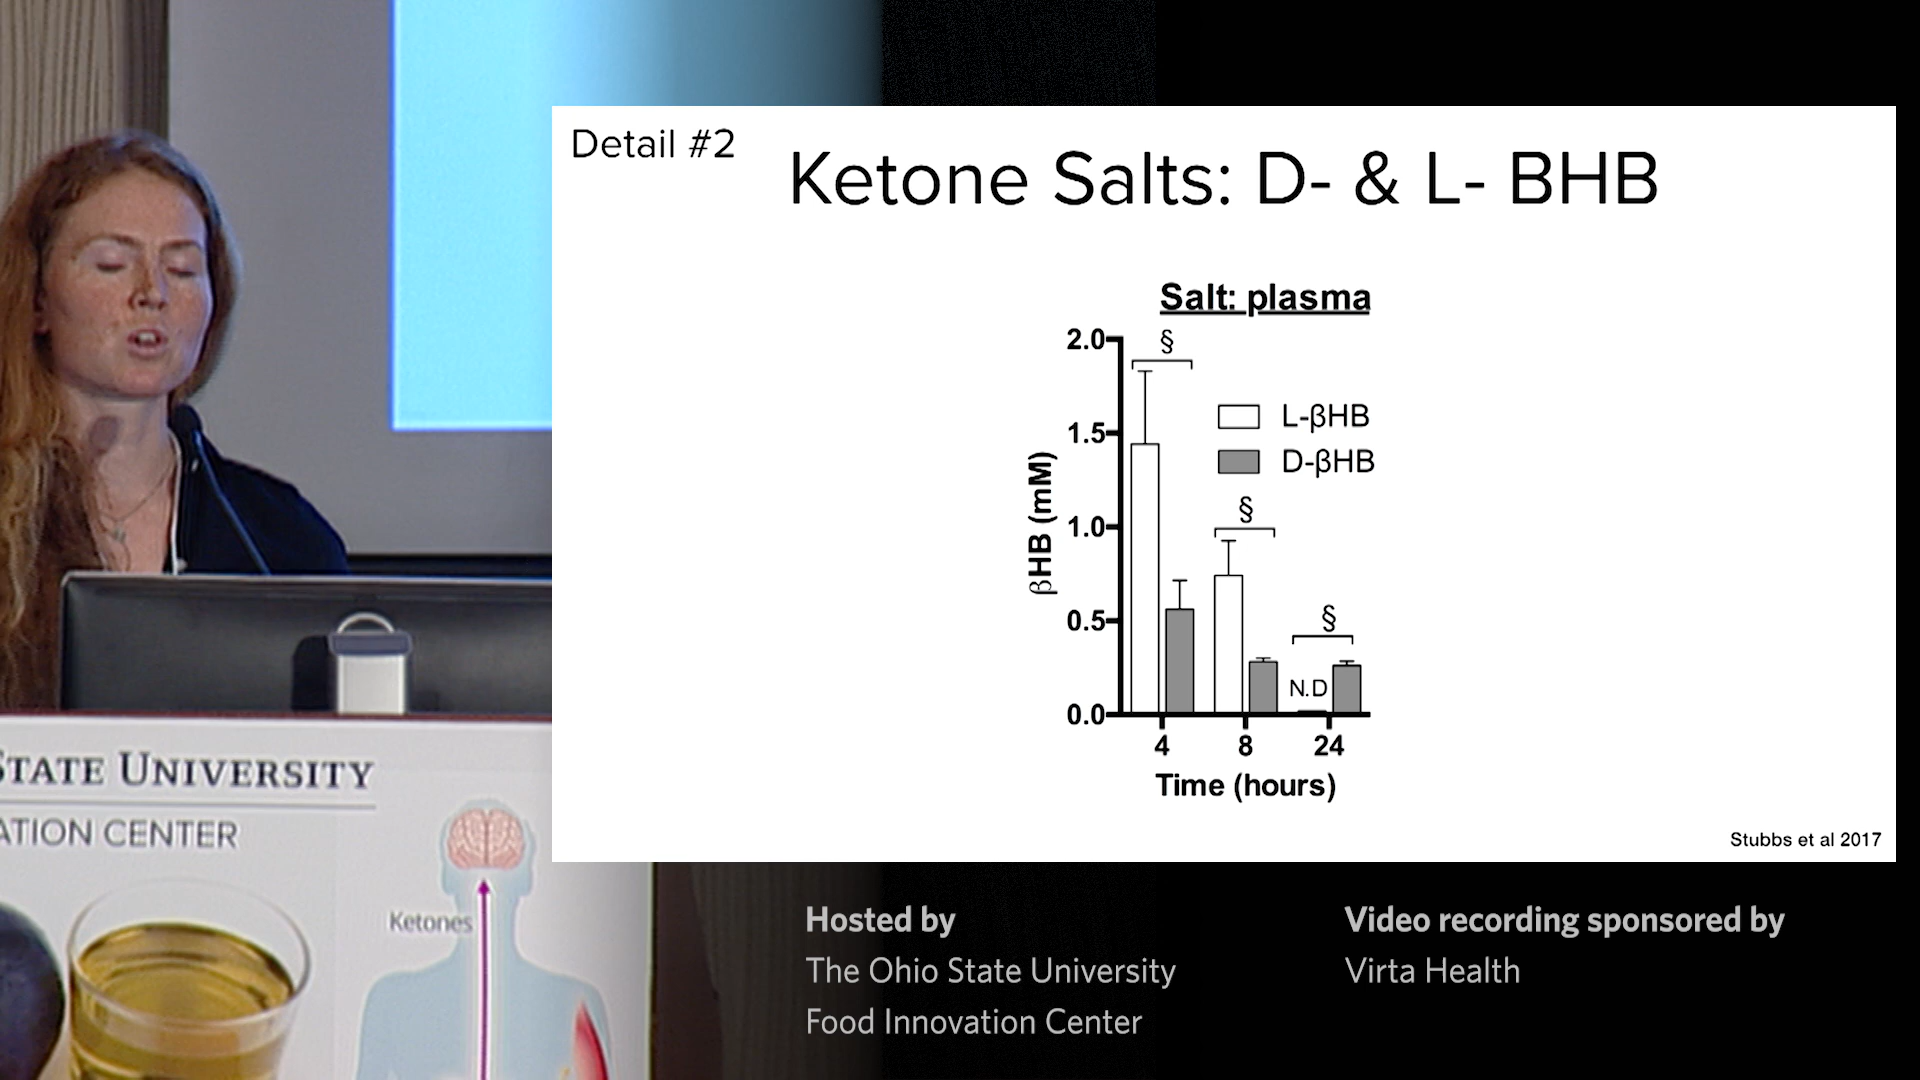 Detail #2
Ketone Salts: D- & L- BHB
Salt: plasma
2.0
1.5
1.0
0.5
0.0
βHB (mM)
§
§
§
L-βHB
D-βHB
N.D
4 8 24
Time (hours)
Stubbs et al 2017
STATE UNIVERSITY
ATION CENTER
Ketones
Hosted by
The Ohio State University
Food Innovation Center
Video recording sponsored by
Virta Health